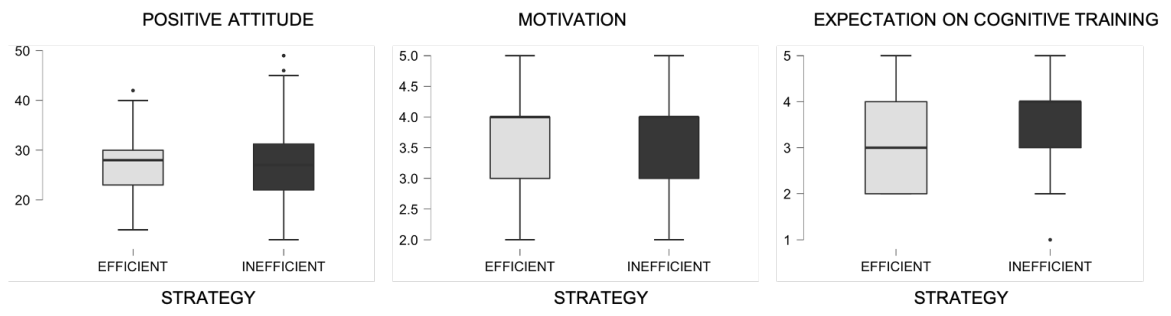 POSITIVE ATTITUDE
50
40
30
20
EFFICIENT INEFFICIENT
STRATEGY
MOTIVATION
5.0
4.5
4.0
3.5
3.0
2.5
2.0
EFFICIENT INEFFICIENT
STRATEGY
EXPECTATION ON COGNITIVE TRAINING
5
4
3
2
1
EFFICIENT INEFFICIENT
STRATEGY